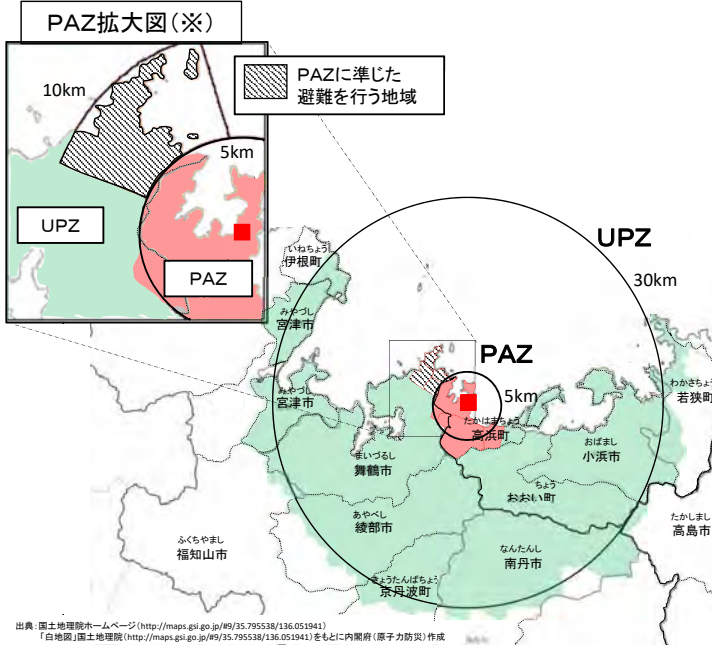 PAZ拡大図(※)
PAZに準じた
避難を行う地域
10km
5km
UPZ
PAZ
UPZ
30km
PAZ
5km
いねちょう
伊根町
みやづし
宮津市
みやづし
宮津市
わかさちょう
若狭町
たかはまちょう
高浜町
おばまし
小浜市
まいづるし
舞鶴市
ちょう
おおい町
あやべし
綾部市
たかしまし
高島市
ふくちやまし
福知山市
なんたんし
南丹市
きょうたんばちょう
京丹波町
出典:国土地理院ホームページ(http://maps.gsi.go.jp/#9/35.795538/136.051941)
「白地図」国土地理院(http://maps.gsi.go.jp/#9/35.795538/136.051941)をもとに内閣府(原子力防災)作成